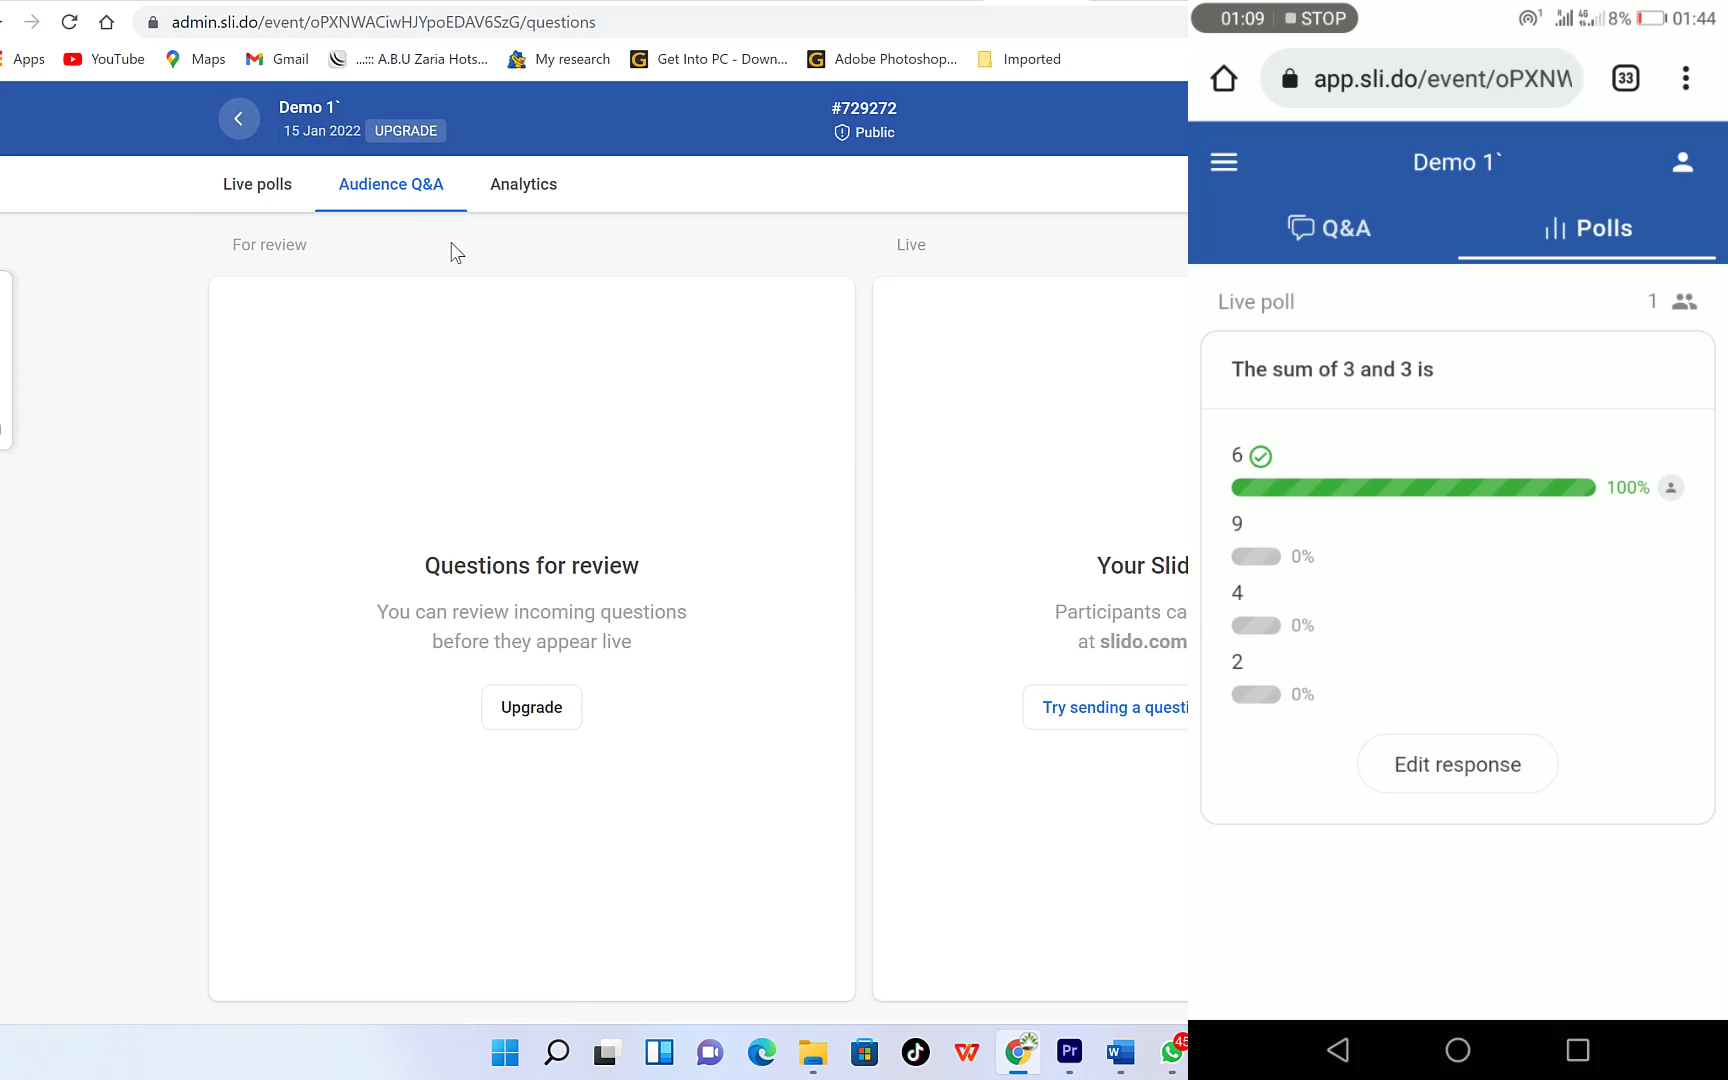 admin.sli.do/event/oPXNWACiwHJYpoEDAV6SzG/questions
Apps YouTube Maps Gmail ...::: A.B.U Zaria Hots... My research Get Into PC - Down... Adobe Photoshop... Imported
Demo 1`
15 Jan 2022 UPGRADE
#729272
Public
Live polls Audience Q&A Analytics
For review
Live
Questions for review
You can review incoming questions
before they appear live
Upgrade
Your Slid
Participants ca
at slido.com
Try sending a questi
45
01:09 STOP 4G 8% 01:44
app.sli.do/event/oPXNW 33
Demo 1`
Q&A Polls
Live poll 1
The sum of 3 and 3 is
6
100%
9
0%
4
0%
2
0%
Edit response